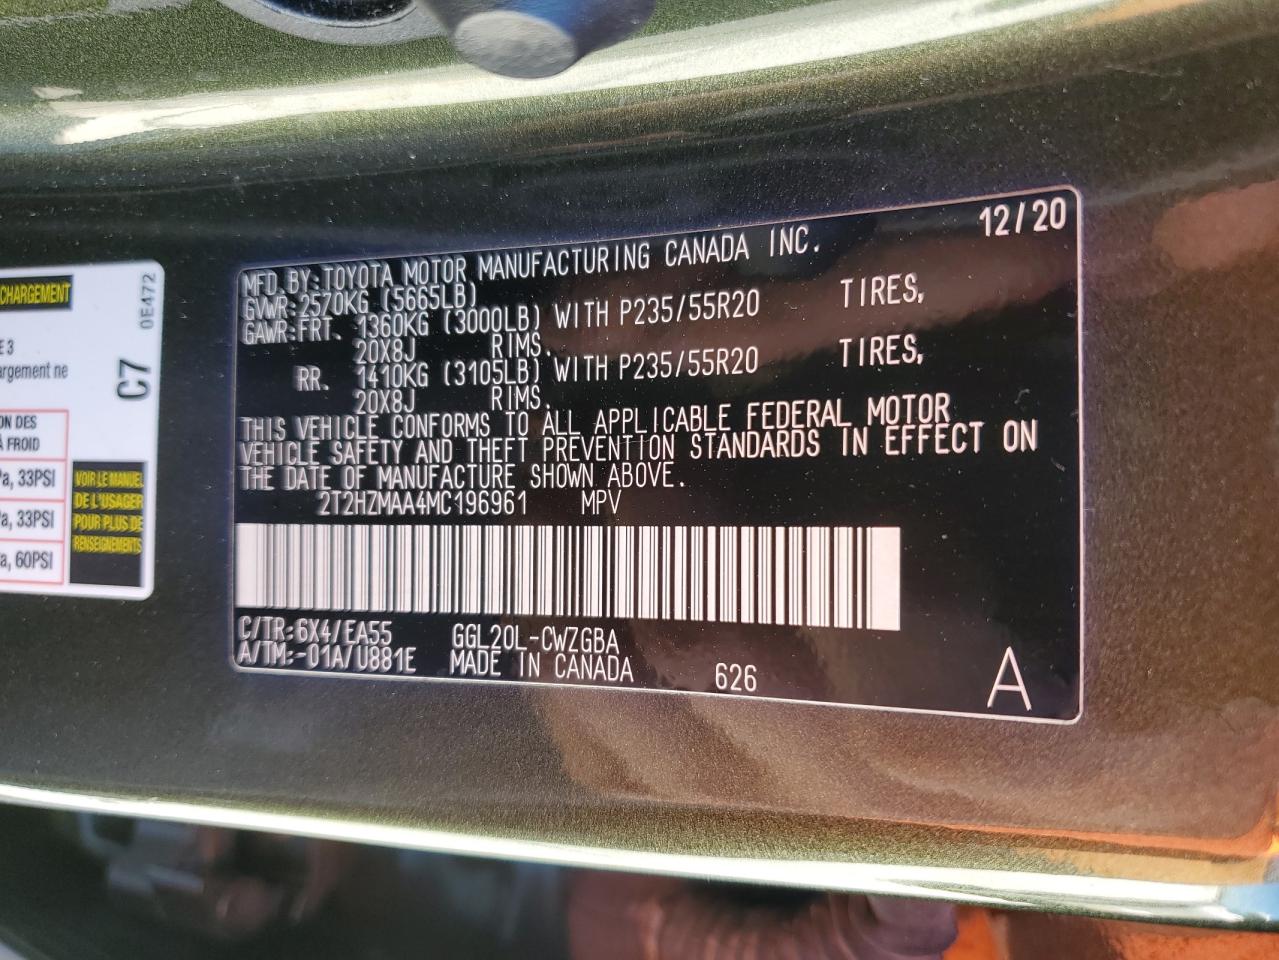 CHARGEMENT
E 3
argement ne
C7
0E472
ON DES
À FROID
Pa, 33PSI
Pa, 33PSI
a, 60PSI
VOIR LE MANUEL
DE L'USAGER
POUR PLUS DE
RENSEIGNEMENTS
12/20
MFD. BY: TOYOTA MOTOR MANUFACTURING CANADA INC.
GVWR: 2570KG (5665LB)
GAWR: FRT. 1360KG (3000LB) WITH P235/55R20 TIRES,
20X8J RIMS.
RR. 1410KG (3105LB) WITH P235/55R20 TIRES,
20X8J RIMS.
THIS VEHICLE CONFORMS TO ALL APPLICABLE FEDERAL MOTOR
VEHICLE SAFETY AND THEFT PREVENTION STANDARDS IN EFFECT ON
THE DATE OF MANUFACTURE SHOWN ABOVE.
2T2HZMAA4MC196961 MPV
C/TR: 6X4/EA55 GGL20L-CWZGBA
A/TM: -01A/U881E MADE IN CANADA 626
A